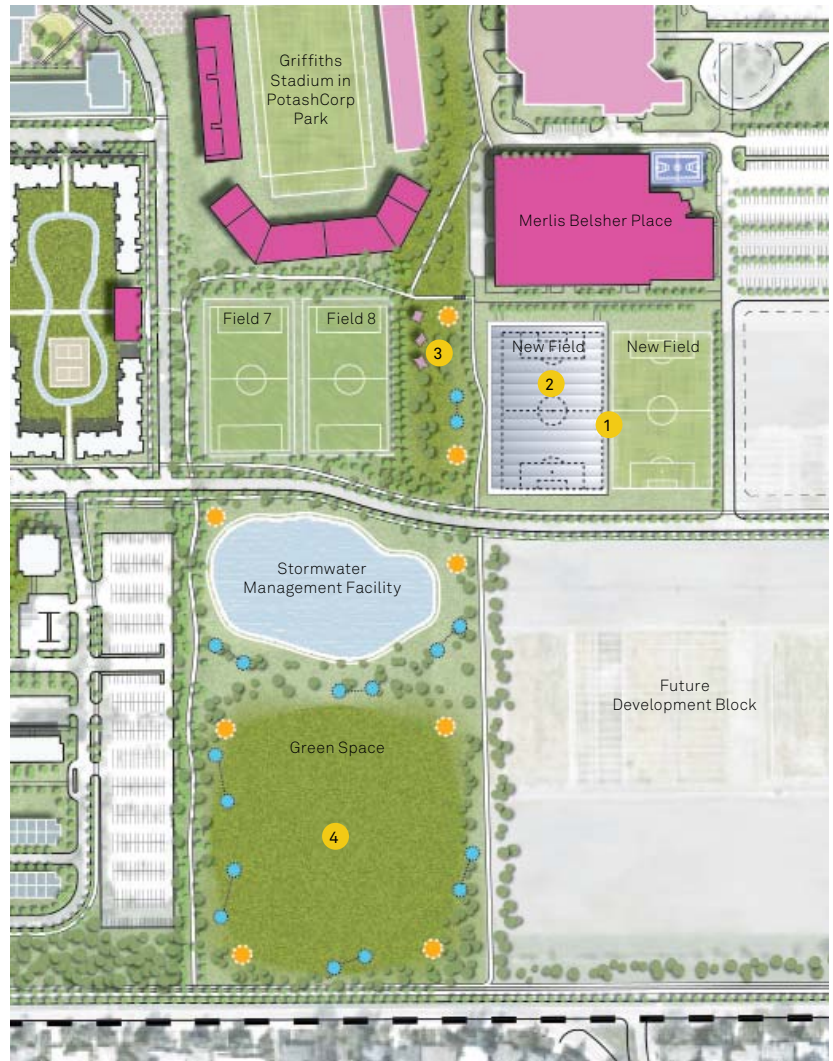 Griffiths
Stadium in
PotashCorp
Park
Merlis Belsher Place
Field 7
Field 8
New Field
New Field
3
2
1
Stormwater
Management Facility
Future
Development Block
Green Space
4